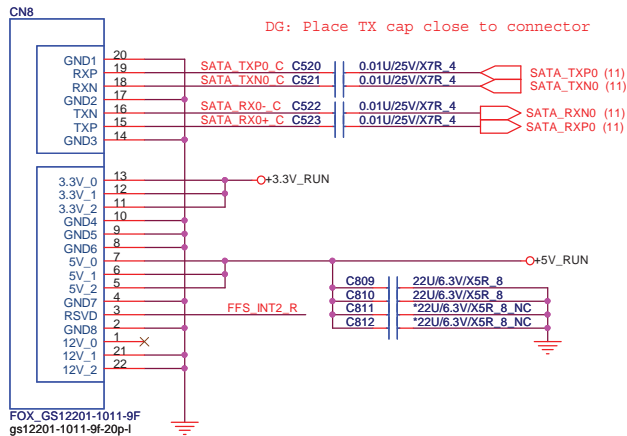 CN8
DG: Place TX cap close to connector
GND1 20
RXP 19 SATA_TXP0_C C520 0.01U/25V/X7R_4 SATA_TXP0 (11)
RXN 18 SATA_TXN0_C C521 0.01U/25V/X7R_4 SATA_TXN0 (11)
GND2 17
TXN 16 SATA_RX0-_C C522 0.01U/25V/X7R_4 SATA_RXN0 (11)
TXP 15 SATA_RX0+_C C523 0.01U/25V/X7R_4 SATA_RXP0 (11)
GND3 14
3.3V_0 13 +3.3V_RUN
3.3V_1 12
3.3V_2 11
GND4 10
GND5 9
GND6 8
5V_0 7 +5V_RUN
5V_1 6
5V_2 5 C809 22U/6.3V/X5R_8
GND7 4 C810 22U/6.3V/X5R_8
RSVD 3 FFS_INT2_R C811 *22U/6.3V/X5R_8_NC
GND8 2 C812 *22U/6.3V/X5R_8_NC
12V_0 1
12V_1 21
12V_2 22
FOX_GS12201-1011-9F
gs12201-1011-9f-20p-l